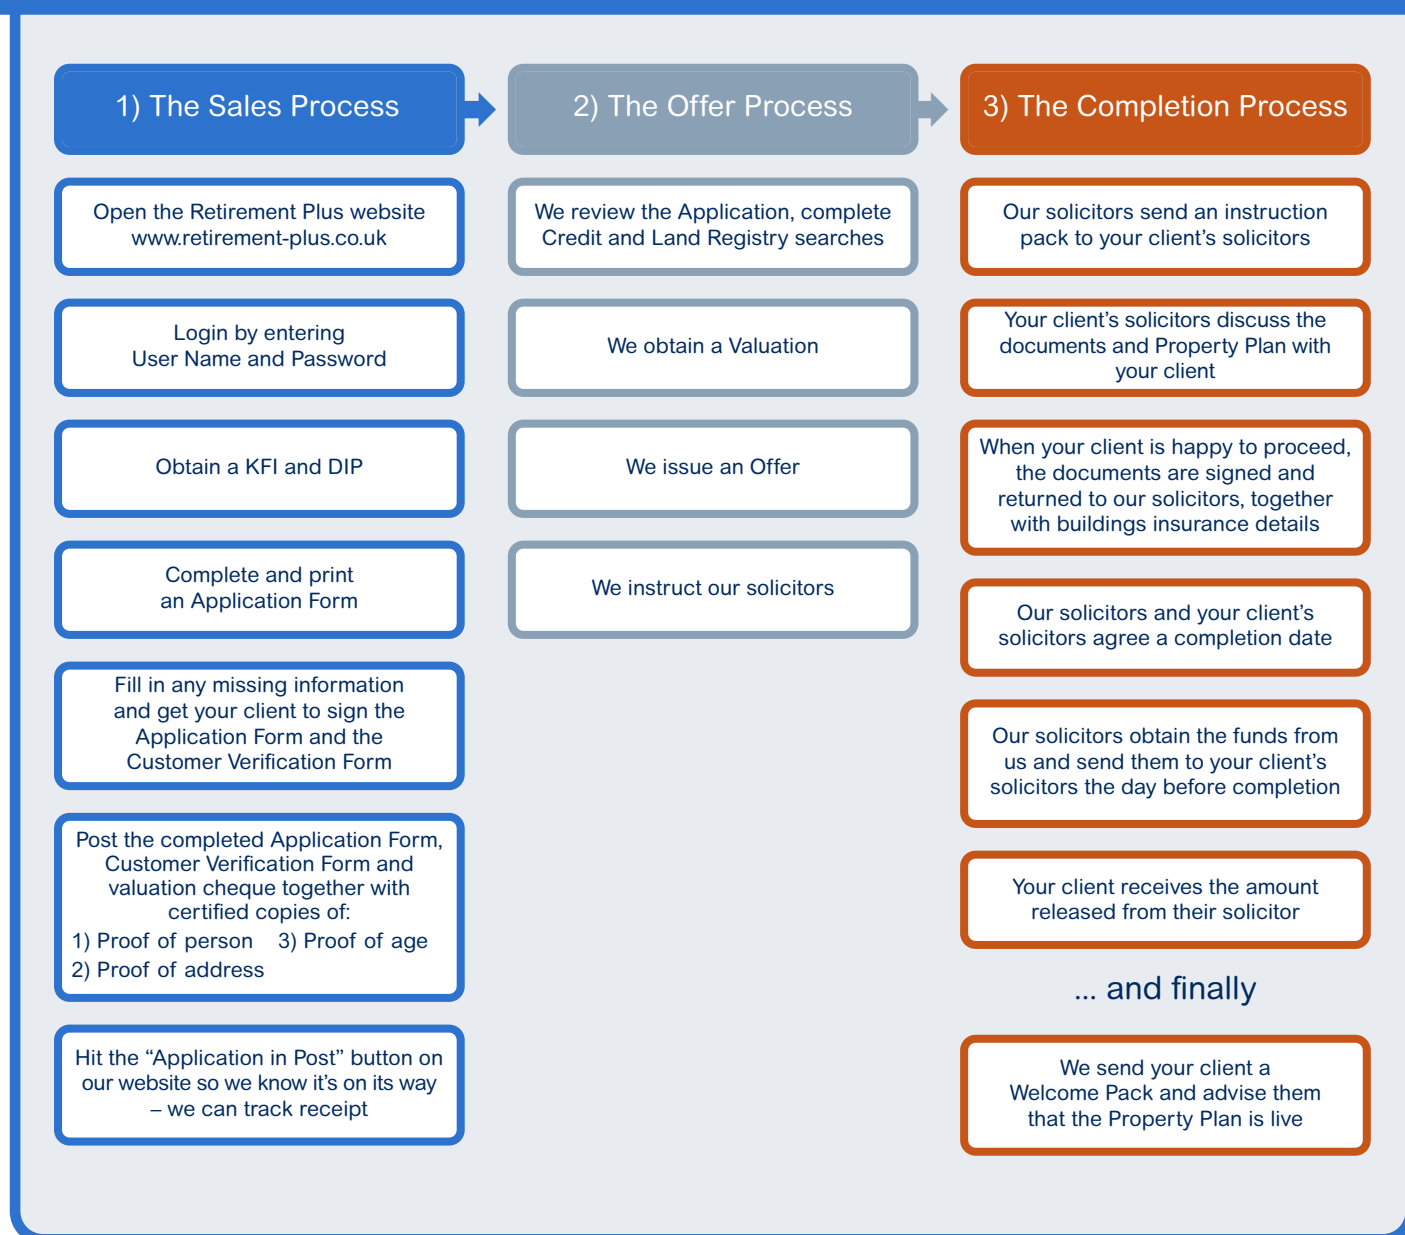 1) The Sales Process
Open the Retirement Plus website
www.retirement-plus.co.uk
Login by entering
User Name and Password
Obtain a KFI and DIP
Complete and print
an Application Form
Fill in any missing information
and get your client to sign the
Application Form and the
Customer Verification Form
Post the completed Application Form,
Customer Verification Form and
valuation cheque together with
certified copies of:
1) Proof of person 3) Proof of age
2) Proof of address
Hit the “Application in Post” button on
our website so we know it’s on its way
– we can track receipt
2) The Offer Process
We review the Application, complete
Credit and Land Registry searches
We obtain a Valuation
We issue an Offer
We instruct our solicitors
3) The Completion Process
Our solicitors send an instruction
pack to your client’s solicitors
Your client’s solicitors discuss the
documents and Property Plan with
your client
When your client is happy to proceed,
the documents are signed and
returned to our solicitors, together
with buildings insurance details
Our solicitors and your client’s
solicitors agree a completion date
Our solicitors obtain the funds from
us and send them to your client’s
solicitors the day before completion
Your client receives the amount
released from their solicitor
... and finally
We send your client a
Welcome Pack and advise them
that the Property Plan is live